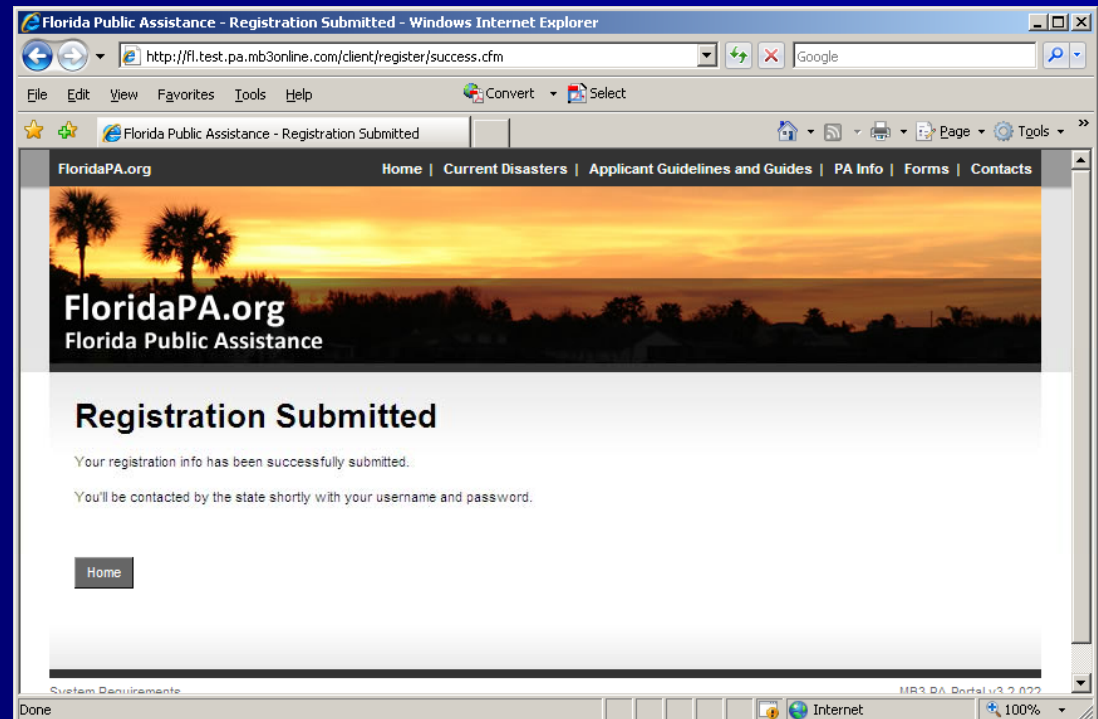 Florida Public Assistance - Registration Submitted - Windows Internet Explorer
http://fl.test.pa.mb3online.com/client/register/success.cfm
Google
File Edit View Favorites Tools Help Convert Select
Florida Public Assistance - Registration Submitted Page Tools »
FloridaPA.org Home | Current Disasters | Applicant Guidelines and Guides | PA Info | Forms | Contacts
FloridaPA.org
Florida Public Assistance
Registration Submitted
Your registration info has been successfully submitted.
You'll be contacted by the state shortly with your username and password.
Home
System Requirements MB3 PA Portal v3.2.022
Done Internet 100%